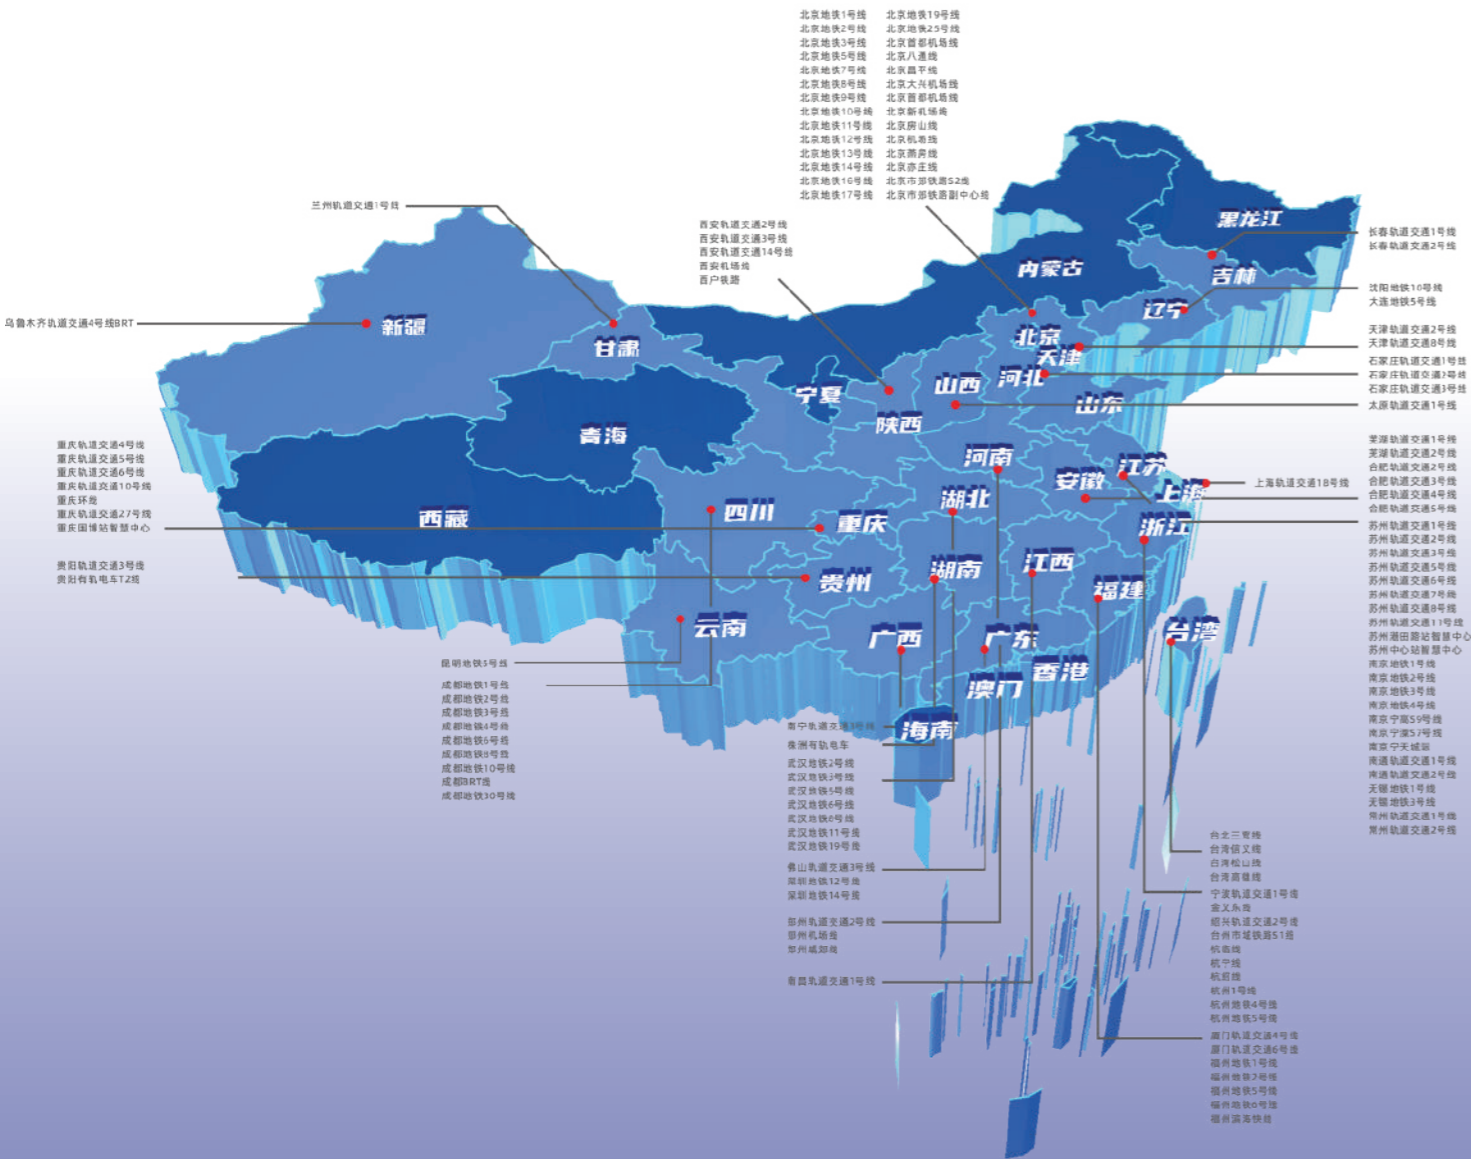 北京地铁1号线
北京地铁2号线
北京地铁3号线
北京地铁5号线
北京地铁7号线
北京地铁8号线
北京地铁9号线
北京地铁10号线
北京地铁11号线
北京地铁12号线
北京地铁13号线
北京地铁14号线
北京地铁16号线
北京地铁17号线
北京地铁19号线
北京地铁25号线
北京首都机场线
北京八通线
北京昌平线
北京大兴机场线
北京首都机场线
北京新机场线
北京房山线
北京机场线
北京燕房线
北京亦庄线
北京市郊铁路S2线
北京市郊铁路副中心线
兰州轨道交通1号线
西安轨道交通2号线
西安轨道交通3号线
西安轨道交通14号线
西安机场线
西户铁路
乌鲁木齐轨道交通4号线BRT
黑龙江
内蒙古
吉林
辽宁
新疆
甘肃
北京
天津
河北
山西
宁夏
山东
陕西
青海
河南
江苏
安徽
上海
湖北
四川
重庆
西藏
浙江
江西
湖南
贵州
福建
云南
广西
广东
台湾
香港
澳门
海南
长春轨道交通1号线
长春轨道交通2号线
沈阳地铁10号线
大连地铁5号线
天津轨道交通2号线
天津轨道交通8号线
石家庄轨道交通1号线
石家庄轨道交通2号线
石家庄轨道交通3号线
太原轨道交通1号线
芜湖轨道交通1号线
芜湖轨道交通2号线
合肥轨道交通2号线
合肥轨道交通3号线
合肥轨道交通4号线
合肥轨道交通5号线
上海轨道交通18号线
苏州轨道交通1号线
苏州轨道交通2号线
苏州轨道交通3号线
苏州轨道交通5号线
苏州轨道交通6号线
苏州轨道交通7号线
苏州轨道交通8号线
苏州轨道交通11号线
苏州港田路站智慧中心
苏州中心站智慧中心
南京地铁1号线
南京地铁2号线
南京地铁3号线
南京地铁4号线
南京宁高S9号线
南京宁溧S7号线
南京宁天城际
南通轨道交通1号线
南通轨道交通2号线
无锡地铁1号线
无锡地铁3号线
常州轨道交通1号线
常州轨道交通2号线
重庆轨道交通4号线
重庆轨道交通5号线
重庆轨道交通6号线
重庆轨道交通10号线
重庆环线
重庆轨道交通27号线
重庆国博站智慧中心
贵阳轨道交通3号线
贵阳有轨电车T2线
昆明地铁5号线
成都地铁1号线
成都地铁2号线
成都地铁3号线
成都地铁4号线
成都地铁6号线
成都地铁8号线
成都地铁10号线
成都BRT线
成都地铁30号线
南宁轨道交通3号线
株洲有轨电车
武汉地铁2号线
武汉地铁3号线
武汉地铁5号线
武汉地铁6号线
武汉地铁8号线
武汉地铁11号线
武汉地铁19号线
佛山轨道交通3号线
深圳地铁12号线
深圳地铁14号线
郑州轨道交通2号线
郑州机场线
郑州城郊线
南昌轨道交通1号线
台北三莺线
台湾信义线
台湾松山线
台湾高雄线
宁波轨道交通1号线
金义东线
绍兴轨道交通2号线
台州市域铁路S1线
杭临线
杭宁线
杭富线
杭州1号线
杭州地铁4号线
杭州地铁5号线
厦门轨道交通4号线
厦门轨道交通6号线
福州地铁1号线
福州地铁2号线
福州地铁5号线
福州地铁6号线
福州滨海快线